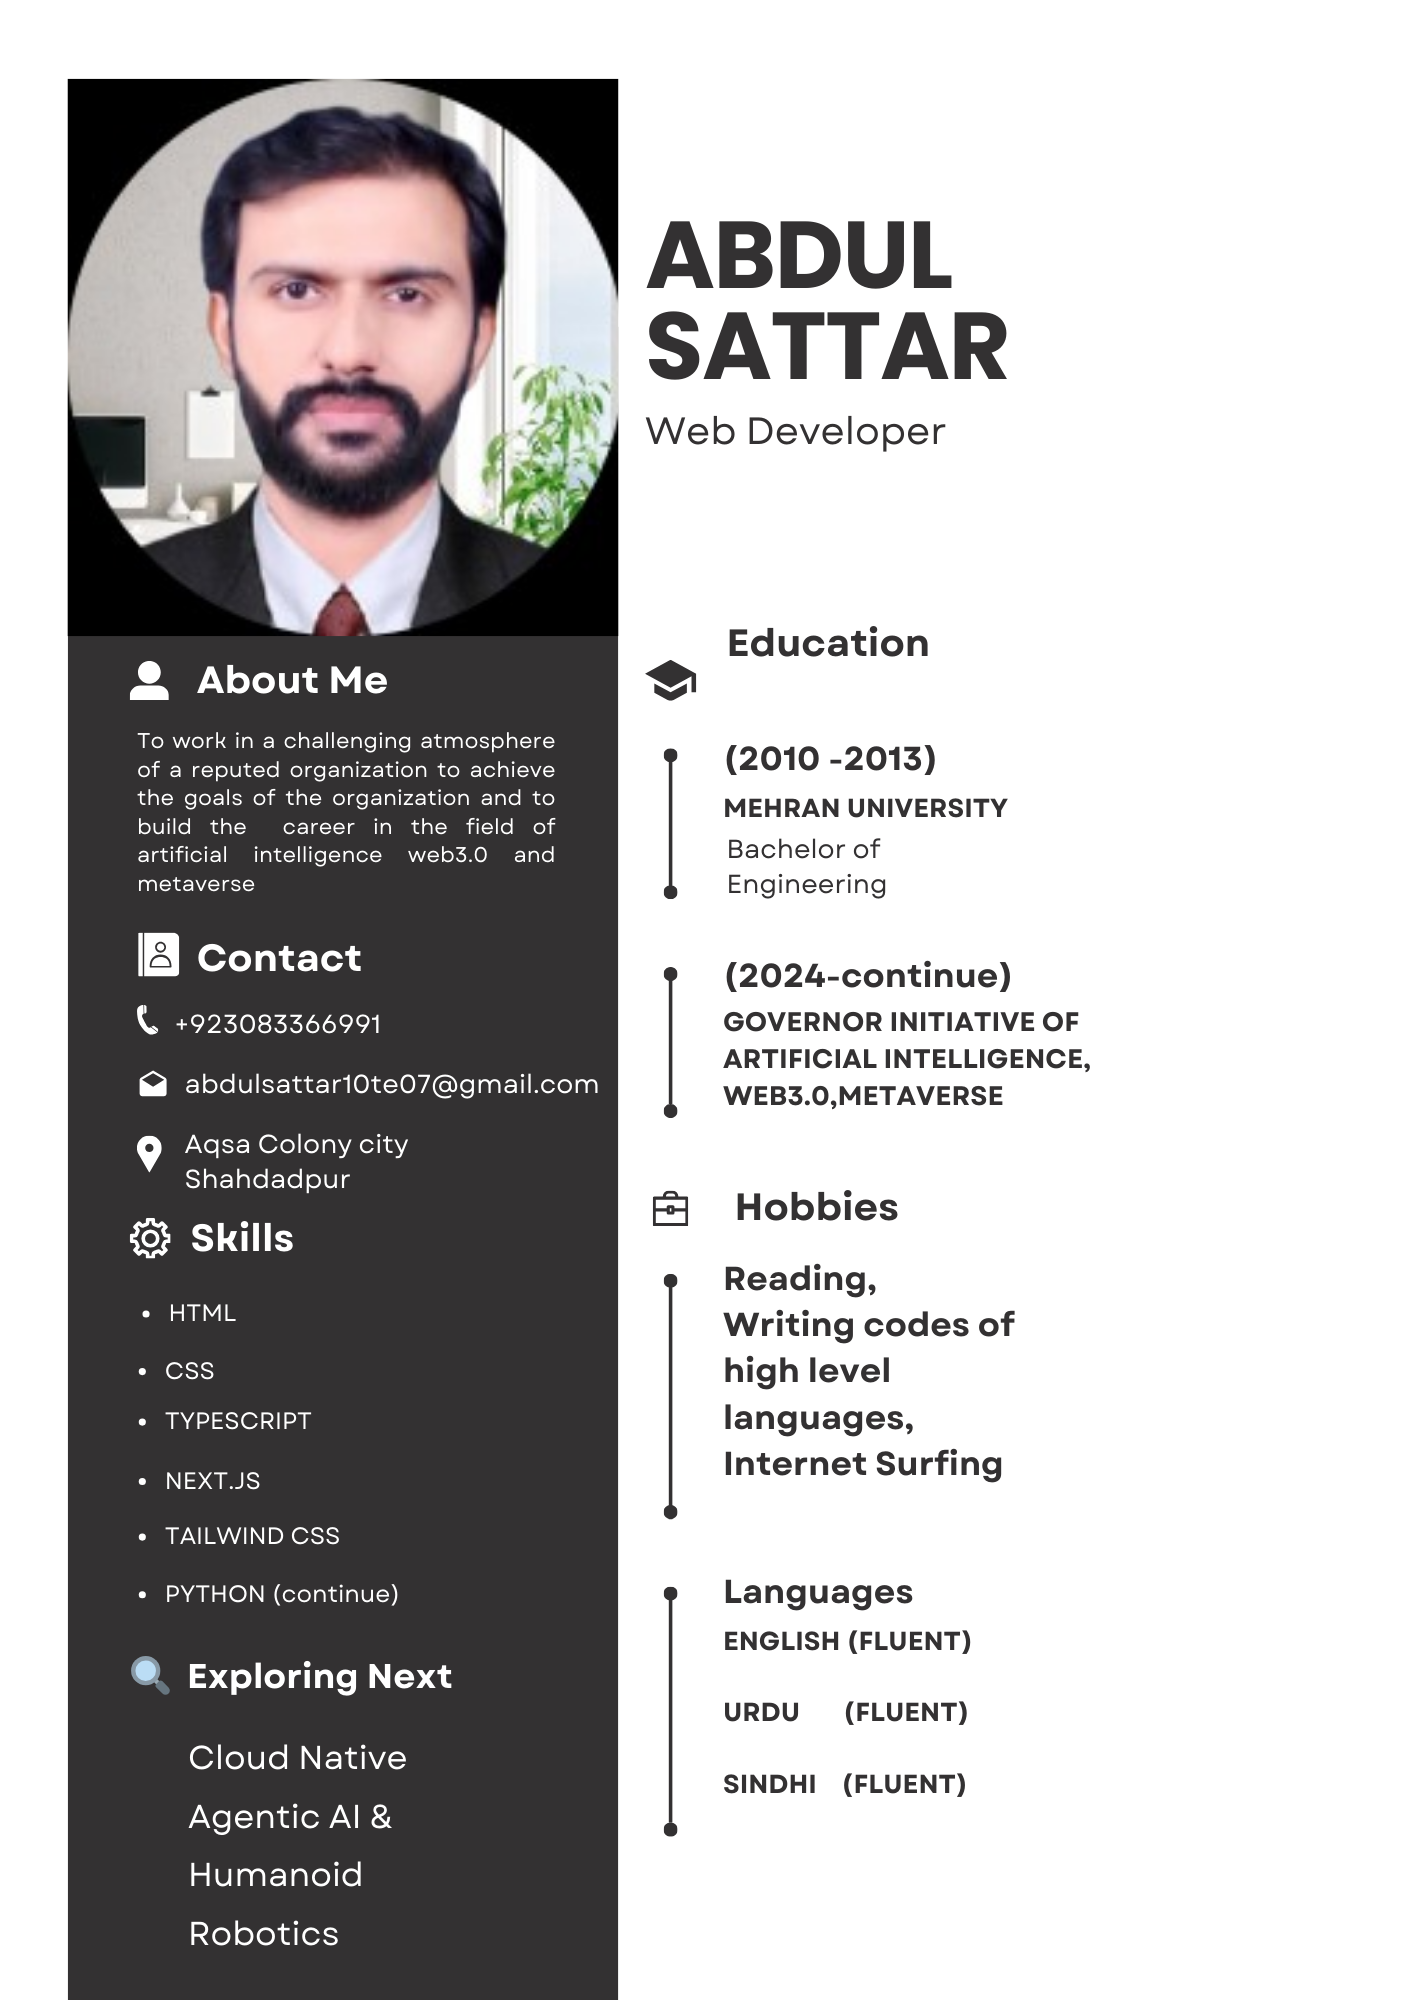 ABDUL
SATTAR
Web Developer
About Me
To work in a challenging atmosphere
of a reputed organization to achieve
the goals of the organization and to
build the career in the field of
artificial intelligence web3.0 and
metaverse
Contact
+923083366991
abdulsattar10te07@gmail.com
Aqsa Colony city
Shahdadpur
Skills
• HTML
• CSS
• TYPESCRIPT
• NEXT.JS
• TAILWIND CSS
• PYTHON (continue)
Exploring Next
Cloud Native
Agentic AI &
Humanoid
Robotics
Education
(2010 -2013)
MEHRAN UNIVERSITY
Bachelor of
Engineering
(2024-continue)
GOVERNOR INITIATIVE OF
ARTIFICIAL INTELLIGENCE,
WEB3.0,METAVERSE
Hobbies
Reading,
Writing codes of
high level
languages,
Internet Surfing
Languages
ENGLISH (FLUENT)
URDU (FLUENT)
SINDHI (FLUENT)